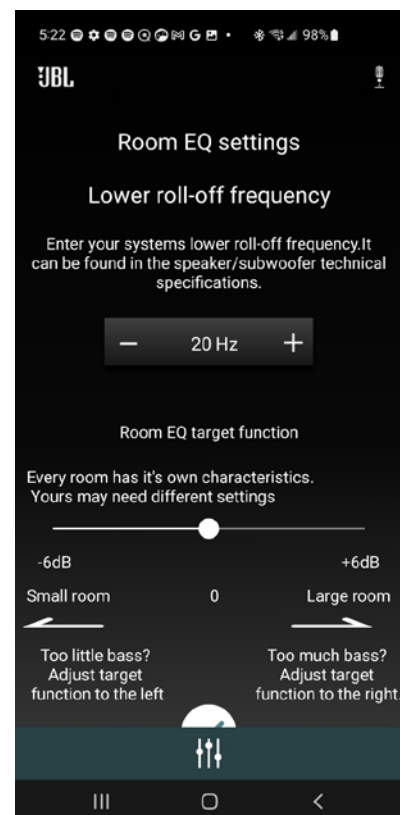 5:22 G 98%
JBL
Room EQ settings
Lower roll-off frequency
Enter your systems lower roll-off frequency.It
can be found in the speaker/subwoofer technical
specifications.
− 20 Hz +
Room EQ target function
Every room has it's own characteristics.
Yours may need different settings
-6dB +6dB
Small room 0 Large room
Too little bass? Too much bass?
Adjust target Adjust target
function to the left function to the right